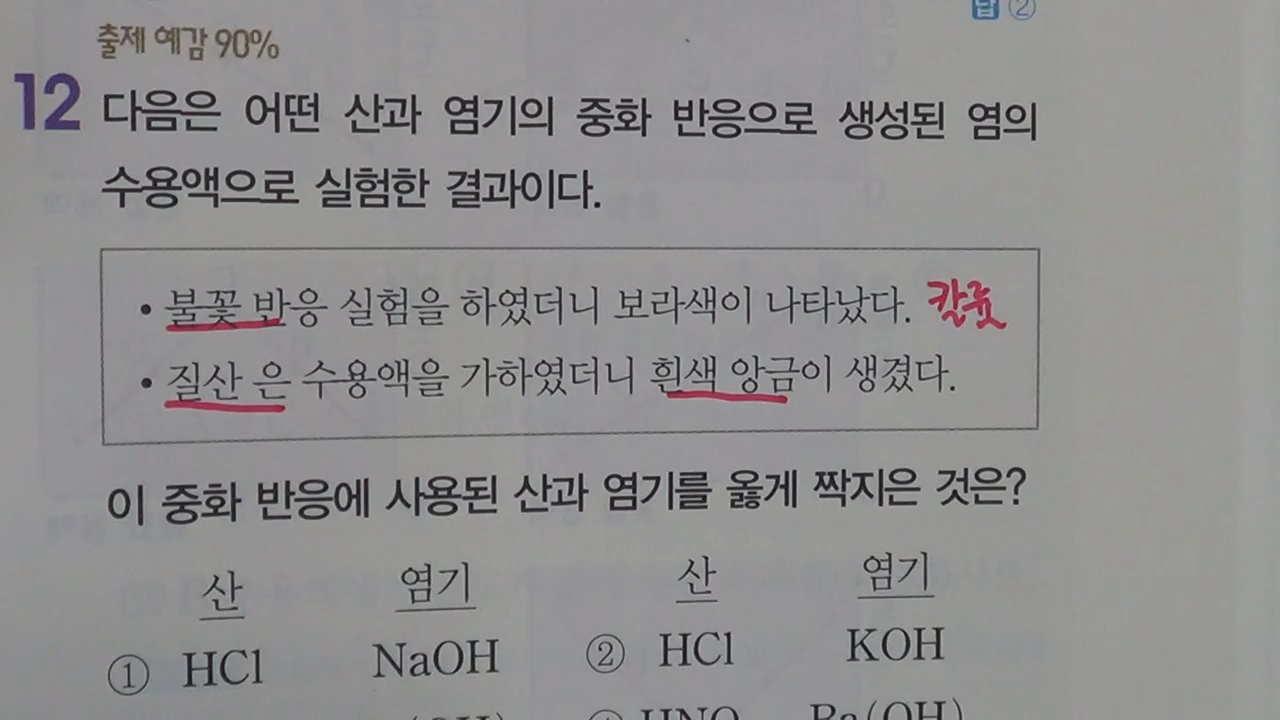 답 ②
출제 예감 90%
12 다음은 어떤 산과 염기의 중화 반응으로 생성된 염의
수용액으로 실험한 결과이다.
• 불꽃 반응 실험을 하였더니 보라색이 나타났다. 칼륨
• 질산 은 수용액을 가하였더니 흰색 앙금이 생겼다.
이 중화 반응에 사용된 산과 염기를 옳게 짝지은 것은?
산 염기 산 염기
① HCl NaOH ② HCl KOH